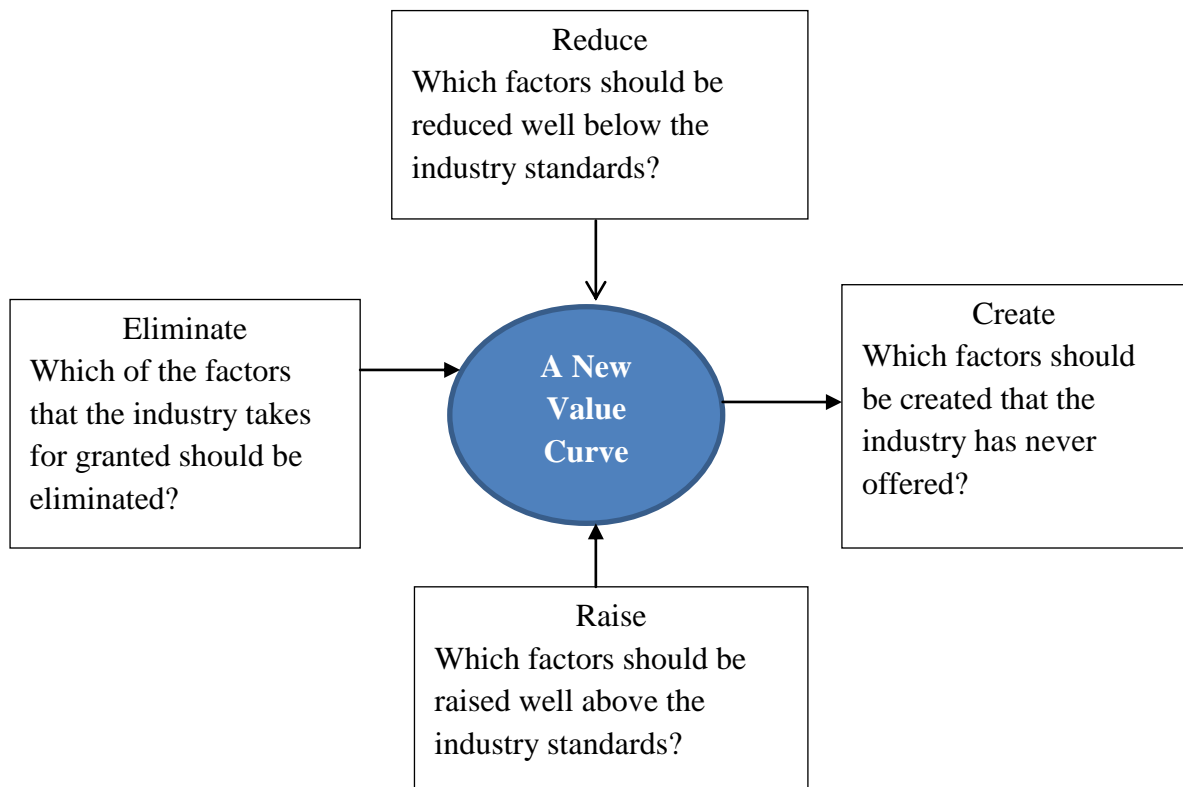 Reduce
Which factors should be
reduced well below the
industry standards?
Eliminate
Which of the factors
that the industry takes
for granted should be
eliminated?
A New
Value
Curve
Create
Which factors should
be created that the
industry has never
offered?
Raise
Which factors should be
raised well above the
industry standards?